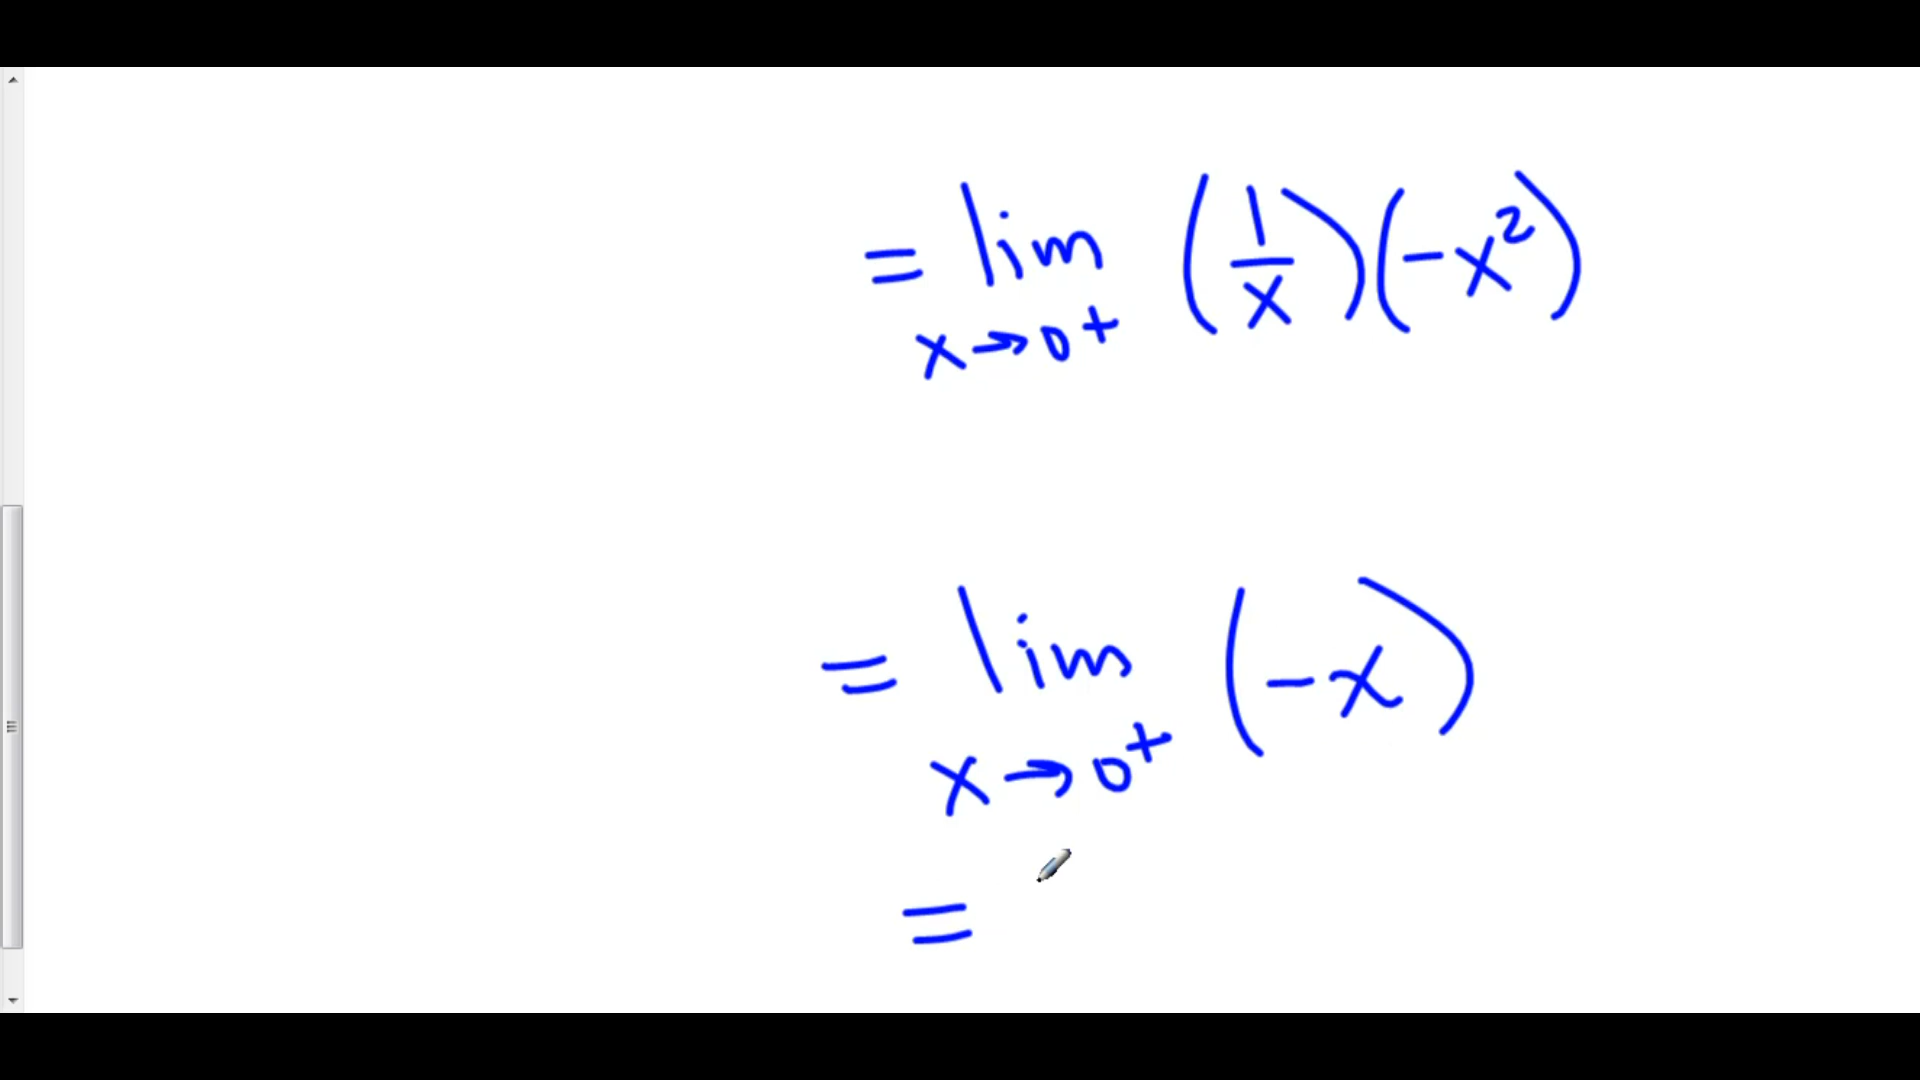 = lim (1/x)(-x²)
x→0⁺
= lim (-x)
x→0⁺
=